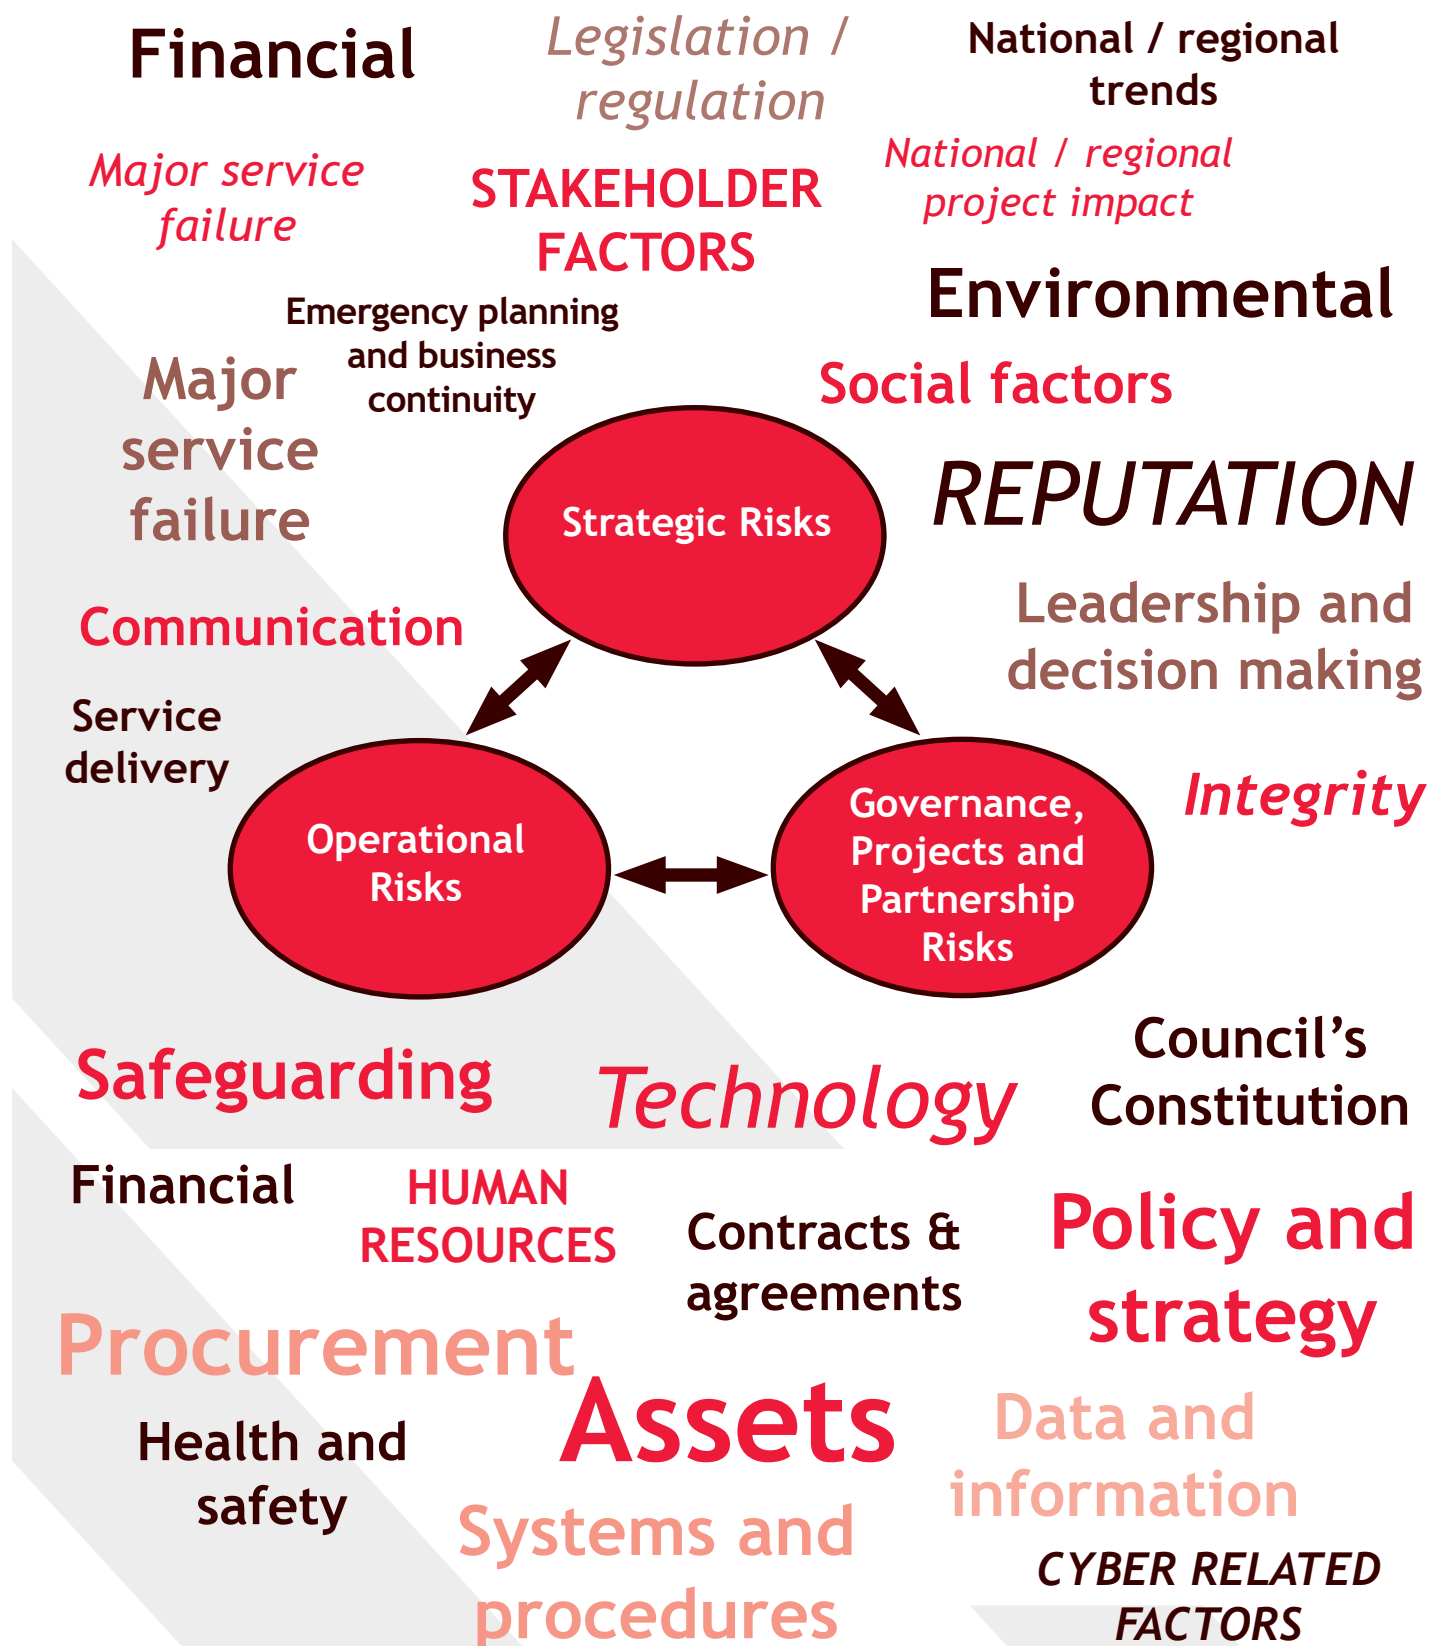 Financial
Legislation /
regulation
National / regional
trends
Major service
failure
STAKEHOLDER
FACTORS
National / regional
project impact
Environmental
Emergency planning
and business
continuity
Major
service
failure
Social factors
REPUTATION
Strategic Risks
Communication
Leadership and
decision making
Service
delivery
Integrity
Operational
Risks
Governance,
Projects and
Partnership
Risks
Safeguarding
Technology
Council’s
Constitution
Financial
HUMAN
RESOURCES
Contracts &
agreements
Policy and
strategy
Procurement
Assets
Data and
information
Health and
safety
Systems and
procedures
CYBER RELATED
FACTORS